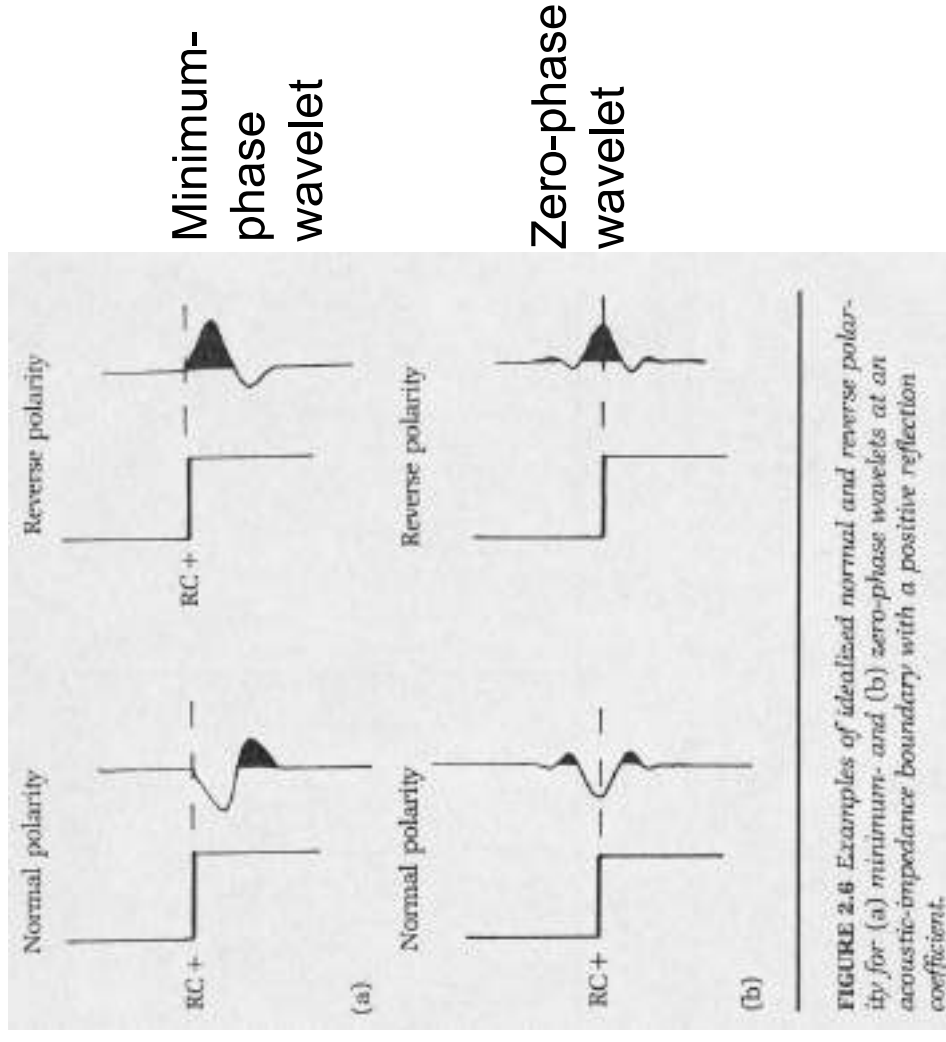 Normal polarity
Reverse polarity
RC +
RC +
(a)
Minimum-
phase
wavelet
Normal polarity
Reverse polarity
RC +
(b)
Zero-phase
wavelet
FIGURE 2.6 Examples of idealized normal and reverse polar-
ity for (a) minimum- and (b) zero-phase wavelets at an
acoustic-impedance boundary with a positive reflection
coefficient.